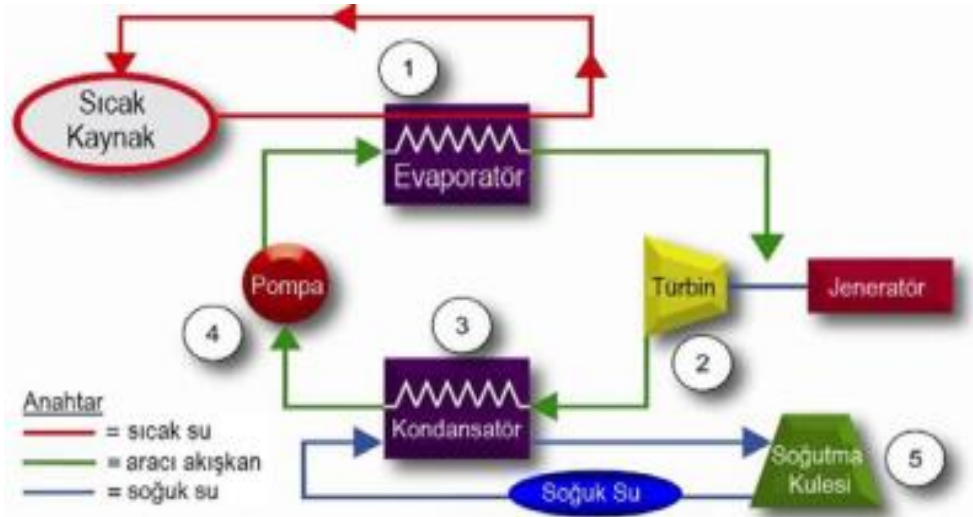 1
Sıcak
Kaynak
Evaporatör
Pompa
Türbin
Jeneratör
4
3
2
Anahtar
= sıcak su
= aracı akışkan
= soğuk su
Kondansatör
Soğutma
Kulesi
5
Soğuk Su